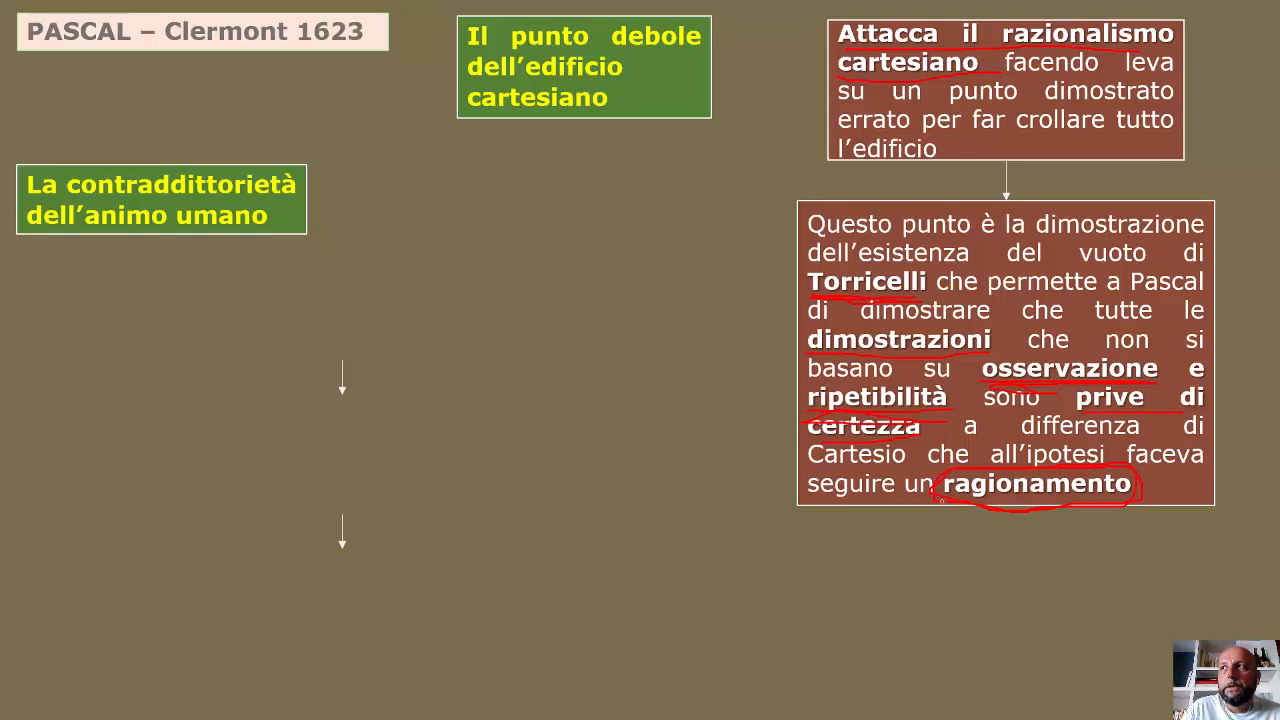 PASCAL – Clermont 1623
Il punto debole
dell'edificio
cartesiano
Attacca il razionalismo
cartesiano facendo leva
su un punto dimostrato
errato per far crollare tutto
l'edificio
La contraddittorietà
dell'animo umano
Questo punto è la dimostrazione
dell'esistenza del vuoto di
Torricelli che permette a Pascal
di dimostrare che tutte le
dimostrazioni che non si
basano su osservazione e
ripetibilità sono prive di
certezza a differenza di
Cartesio che all'ipotesi faceva
seguire un ragionamento